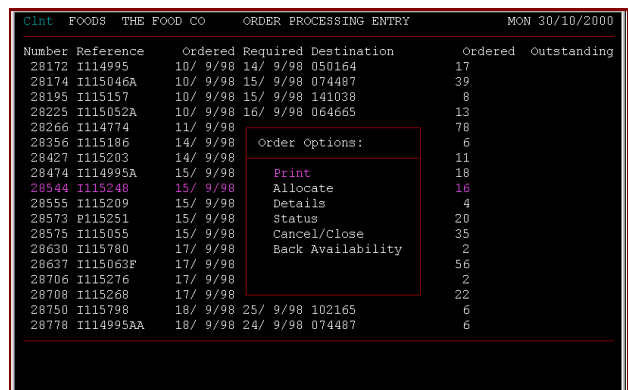 Clnt FOODS THE FOOD CO ORDER PROCESSING ENTRY MON 30/10/2000
Number Reference Ordered Required Destination Ordered Outstanding
28172 I114995 10/ 9/98 14/ 9/98 050164 17
28174 I115046A 10/ 9/98 15/ 9/98 074487 39
28195 I115157 10/ 9/98 15/ 9/98 141038 8
28225 I115052A 10/ 9/98 16/ 9/98 064665 13
28266 I114774 11/ 9/98 78
28356 I115186 14/ 9/98 Order Options: 6
28427 I115203 14/ 9/98 11
28474 I114995A 15/ 9/98 Print 18
28544 I115248 15/ 9/98 Allocate 16
28555 I115209 15/ 9/98 Details 4
28573 P115251 15/ 9/98 Status 20
28575 I115055 15/ 9/98 Cancel/Close 35
28630 I115780 17/ 9/98 Back Availability 2
28637 I115063F 17/ 9/98 56
28706 I115276 17/ 9/98 2
28708 I115268 17/ 9/98 22
28750 I115798 18/ 9/98 25/ 9/98 102165 6
28778 I114995AA 18/ 9/98 24/ 9/98 074487 6